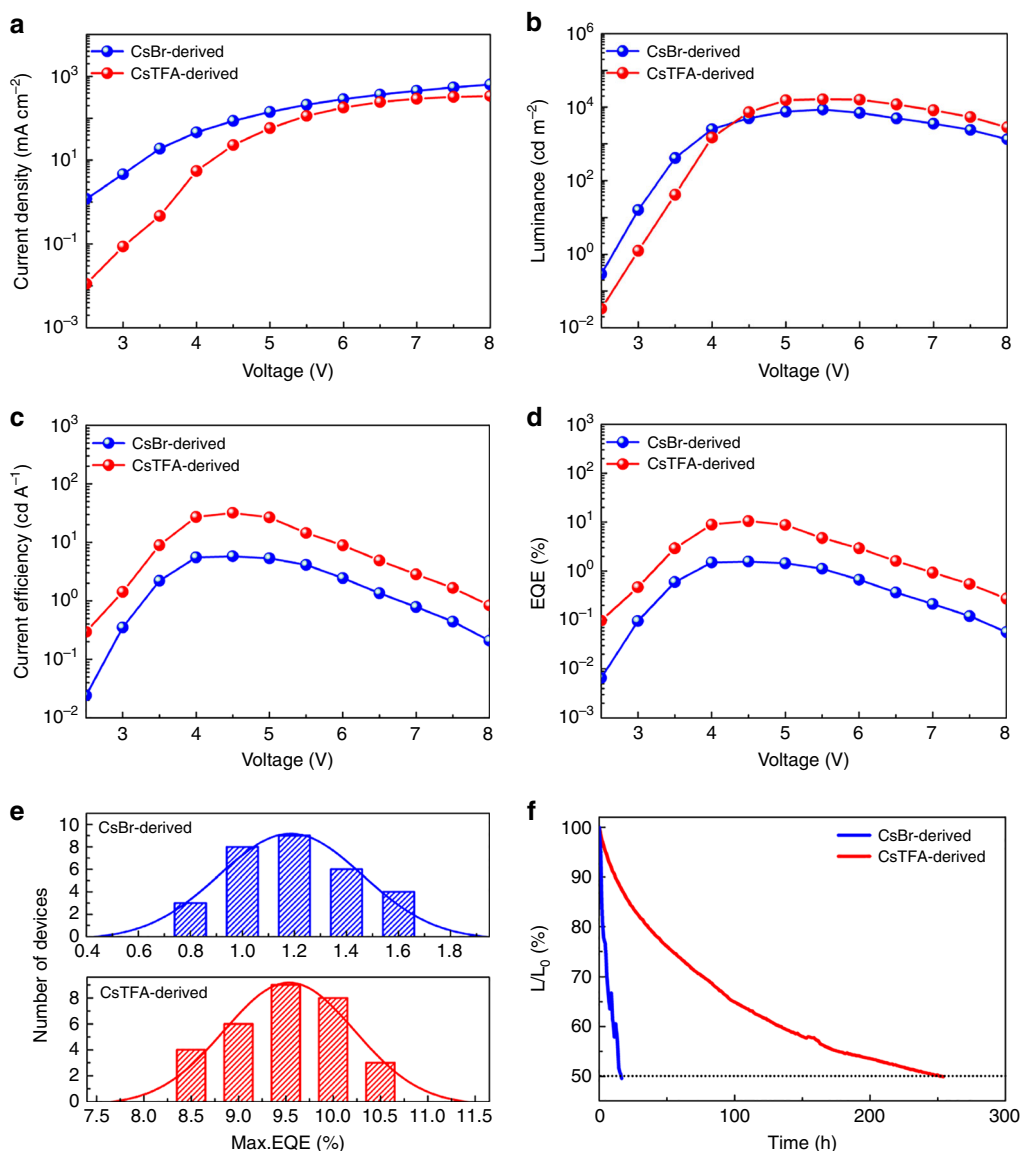 a
CsBr-derived
CsTFA-derived
Current density (mA cm⁻²)
10³
10¹
10⁻¹
10⁻³
3 4 5 6 7 8
Voltage (V)
b
CsBr-derived
CsTFA-derived
Luminance (cd m⁻²)
10⁶
10⁴
10²
10⁰
10⁻²
3 4 5 6 7 8
Voltage (V)
c
CsBr-derived
CsTFA-derived
Current efficiency (cd A⁻¹)
10³
10²
10¹
10⁰
10⁻¹
10⁻²
3 4 5 6 7 8
Voltage (V)
d
CsBr-derived
CsTFA-derived
EQE (%)
10³
10²
10¹
10⁰
10⁻¹
10⁻²
10⁻³
3 4 5 6 7 8
Voltage (V)
e
Number of devices
CsBr-derived
10
8
6
4
2
0
0.4 0.6 0.8 1.0 1.2 1.4 1.6 1.8
CsTFA-derived
8
6
4
2
0
7.5 8.0 8.5 9.0 9.5 10.0 10.5 11.0 11.5
Max.EQE (%)
f
CsBr-derived
CsTFA-derived
L/L₀ (%)
100
90
80
70
60
50
0 100 200 300
Time (h)